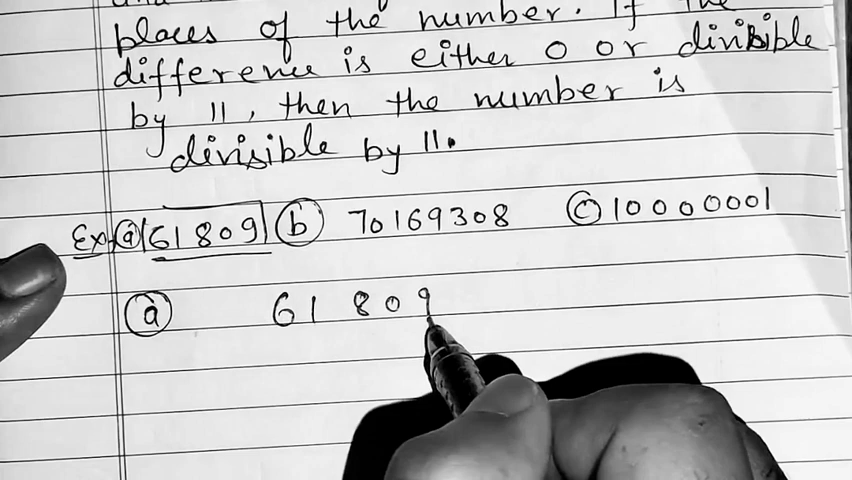 places of the number. If the
difference is either 0 or divisible
by 11, then the number is
divisible by 11.
Ex. (a) 61809 (b) 70169308 (c) 10000001
(a) 61809